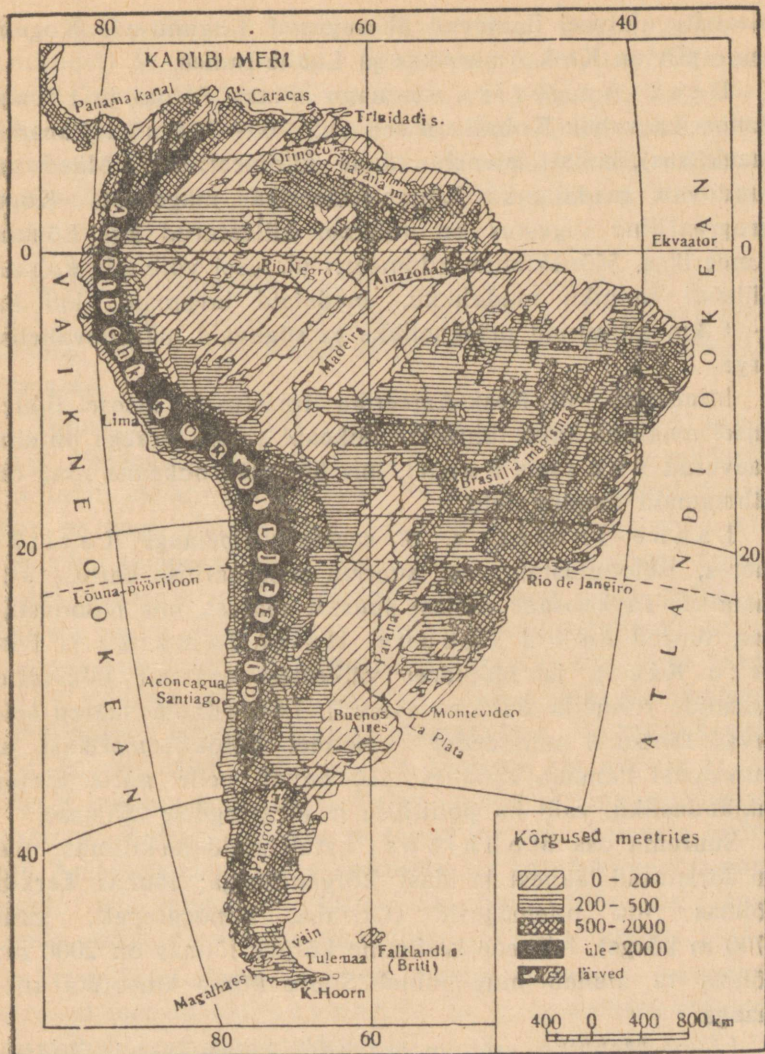 80
60
40
KARIIBI MERI
Panama kanal
Caracas
Trinidadi s.
Orinoco
Guayana m.
Ekvaator
0
0
ANDID ehk KORDILJEERID
Rio Negro
Amazonas
Madeira
VAIKNE OOKEAN
ATLANDI OOKEAN
Lima
Brasiilia mägismaa
20
20
Lõuna-pöörijoon
Rio de Janeiro
Parana
Aconcagua
Santiago
Buenos
Aires
Montevideo
La Plata
40
Patagoonia
Magalhaes'i
väin
Tulemaa
K.Hoorn
Falklandi s.
(Briti)
Kõrgused meetrites
0 - 200
200 - 500
500 - 2000
üle - 2000
Järved
400 0 400 800 km
80
60